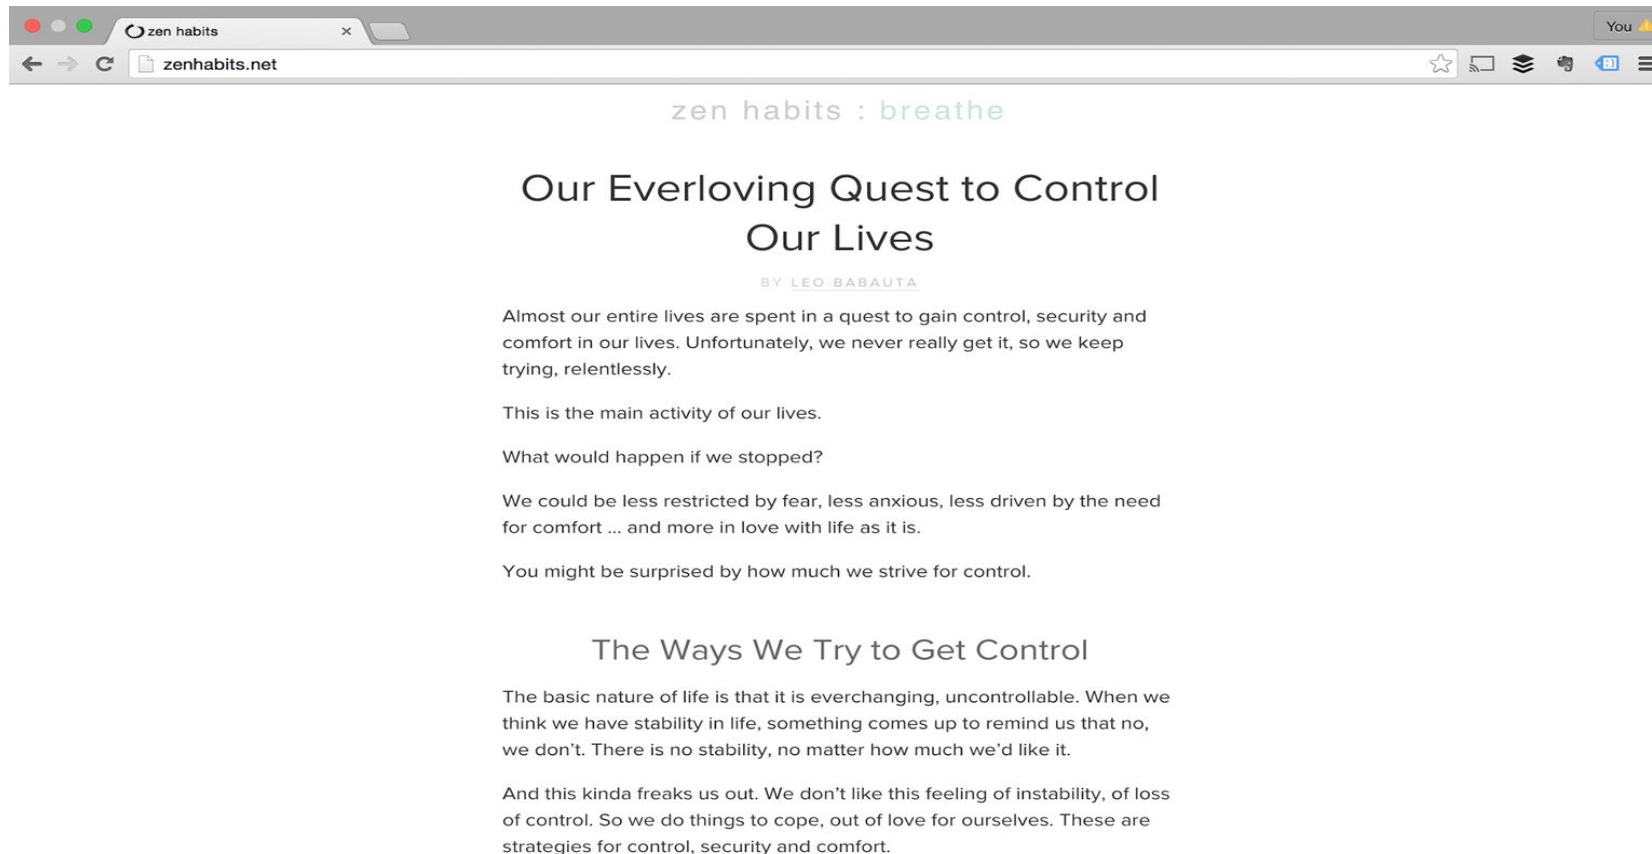 zen habits
You
zenhabits.net
zen habits : breathe
Our Everloving Quest to Control
Our Lives
BY LEO BABAUTA
Almost our entire lives are spent in a quest to gain control, security and
comfort in our lives. Unfortunately, we never really get it, so we keep
trying, relentlessly.
This is the main activity of our lives.
What would happen if we stopped?
We could be less restricted by fear, less anxious, less driven by the need
for comfort ... and more in love with life as it is.
You might be surprised by how much we strive for control.
The Ways We Try to Get Control
The basic nature of life is that it is everchanging, uncontrollable. When we
think we have stability in life, something comes up to remind us that no,
we don’t. There is no stability, no matter how much we’d like it.
And this kinda freaks us out. We don’t like this feeling of instability, of loss
of control. So we do things to cope, out of love for ourselves. These are
strategies for control, security and comfort.